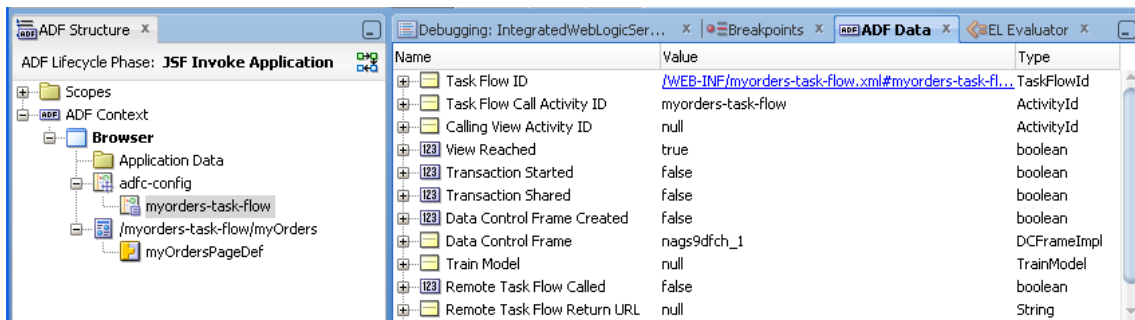 ADF Structure x
ADF Lifecycle Phase: JSF Invoke Application
Scopes
ADF Context
Browser
Application Data
adfc-config
myorders-task-flow
/myorders-task-flow/myOrders
myOrdersPageDef
Debugging: IntegratedWebLogicSer... x Breakpoints x ADF Data x EL Evaluator x
Name Value Type
Task Flow ID /WEB-INF/myorders-task-flow.xml#myorders-task-fl... TaskFlowId
Task Flow Call Activity ID myorders-task-flow ActivityId
Calling View Activity ID null ActivityId
View Reached true boolean
Transaction Started false boolean
Transaction Shared false boolean
Data Control Frame Created false boolean
Data Control Frame nags9dfch_1 DCFrameImpl
Train Model null TrainModel
Remote Task Flow Called false boolean
Remote Task Flow Return URL null String